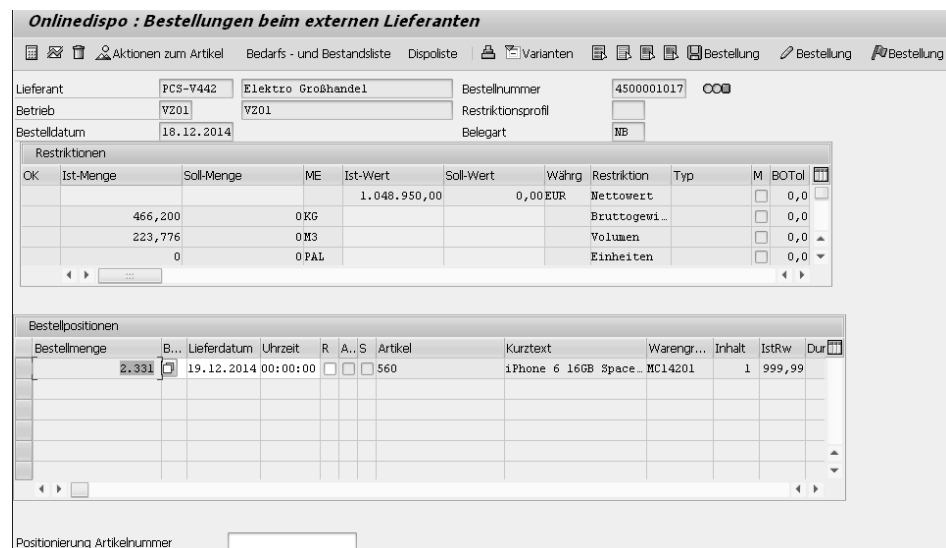 Onlinedispo : Bestellungen beim externen Lieferanten
Aktionen zum Artikel Bedarfs - und Bestandsliste Dispoliste Varianten Bestellung Bestellung Bestellung
Lieferant PCS-V442 Elektro Großhandel Bestellnummer 4500001017
Betrieb VZ01 VZ01 Restriktionsprofil
Bestelldatum 18.12.2014 Belegart NB
Restriktionen
OK Ist-Menge Soll-Menge ME Ist-Wert Soll-Wert Währg Restriktion Typ M BOTol
1.048.950,00 0,00 EUR Nettowert 0,0
466,200 0 KG Bruttogewi… 0,0
223,776 0 M3 Volumen 0,0
0 0 PAL Einheiten 0,0
Bestellpositionen
Bestellmenge B… Lieferdatum Uhrzeit R A.. S Artikel Kurztext Warengr… Inhalt IstRw Dur
2.331 19.12.2014 00:00:00 560 iPhone 6 16GB Space… MC14201 1 999,99
Positionierung Artikelnummer